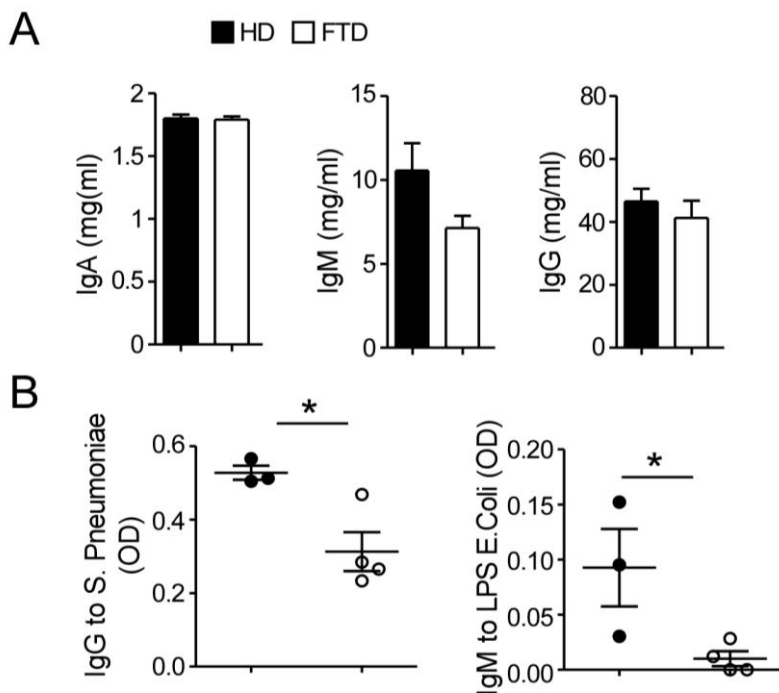 A
HD FTD
IgA (mg(ml)
2
1.5
1
0.5
0
IgM (mg/ml)
15
10
5
0
IgG (mg/ml)
80
60
40
20
0
B
IgG to S. Pneumoniae
(OD)
0.6
0.4
0.2
0.0
*
IgM to LPS E.Coli (OD)
0.20
0.15
0.10
0.05
0.00
*